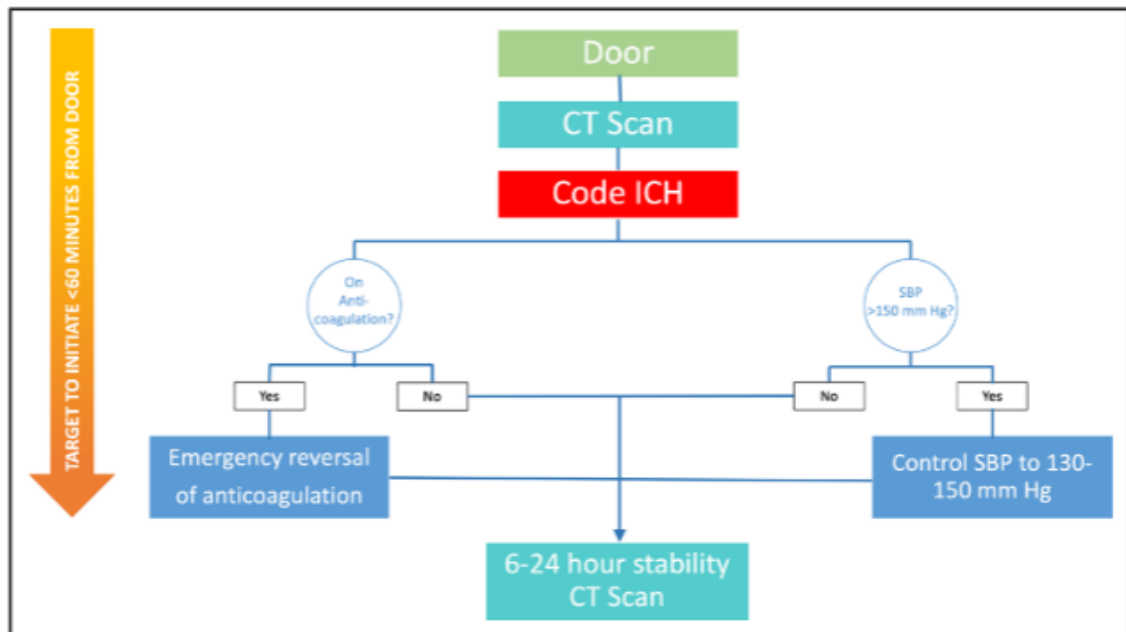 TARGET TO INITIATE <60 MINUTES FROM DOOR
Door
CT Scan
Code ICH
On
Anti-
coagulation?
SBP
>150 mm Hg?
Yes
No
No
Yes
Emergency reversal
of anticoagulation
Control SBP to 130-
150 mm Hg
6-24 hour stability
CT Scan